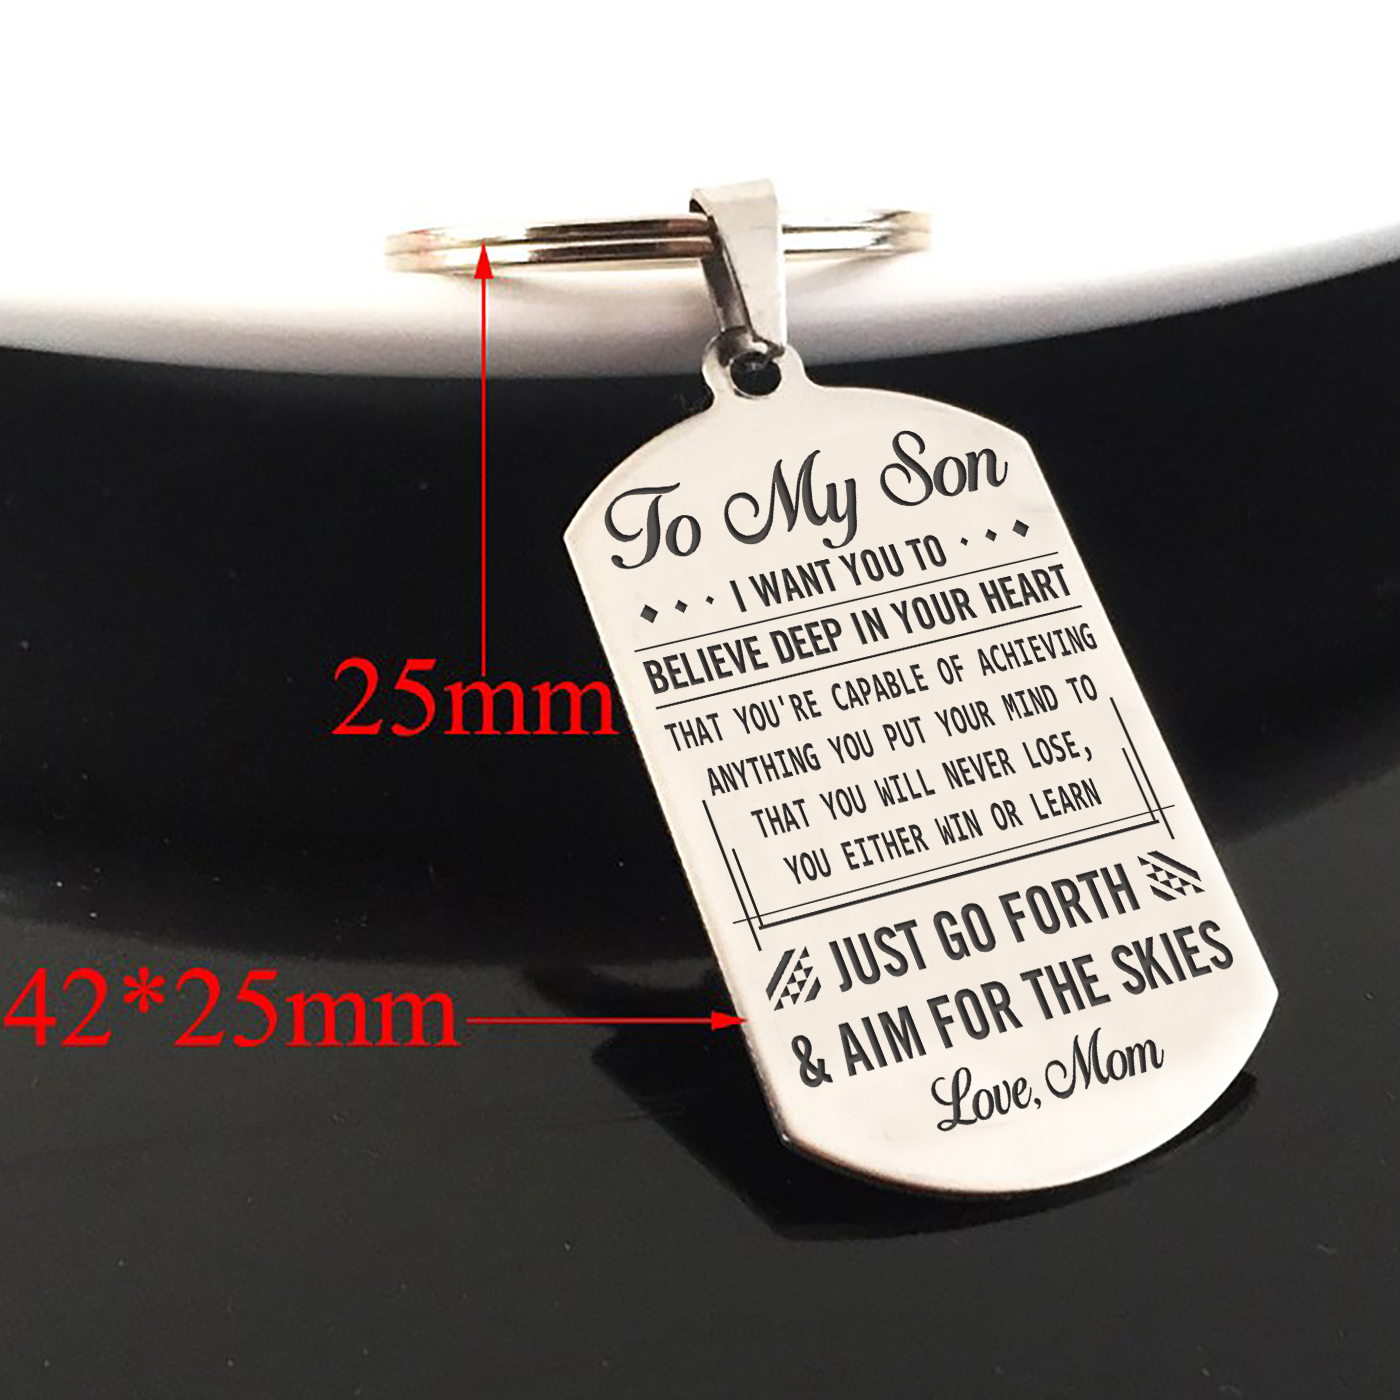 To My Son
I WANT YOU TO
BELIEVE DEEP IN YOUR HEART
THAT YOU'RE CAPABLE OF ACHIEVING
ANYTHING YOU PUT YOUR MIND TO
THAT YOU WILL NEVER LOSE,
YOU EITHER WIN OR LEARN
JUST GO FORTH
& AIM FOR THE SKIES
Love, Mom
25mm
42*25mm